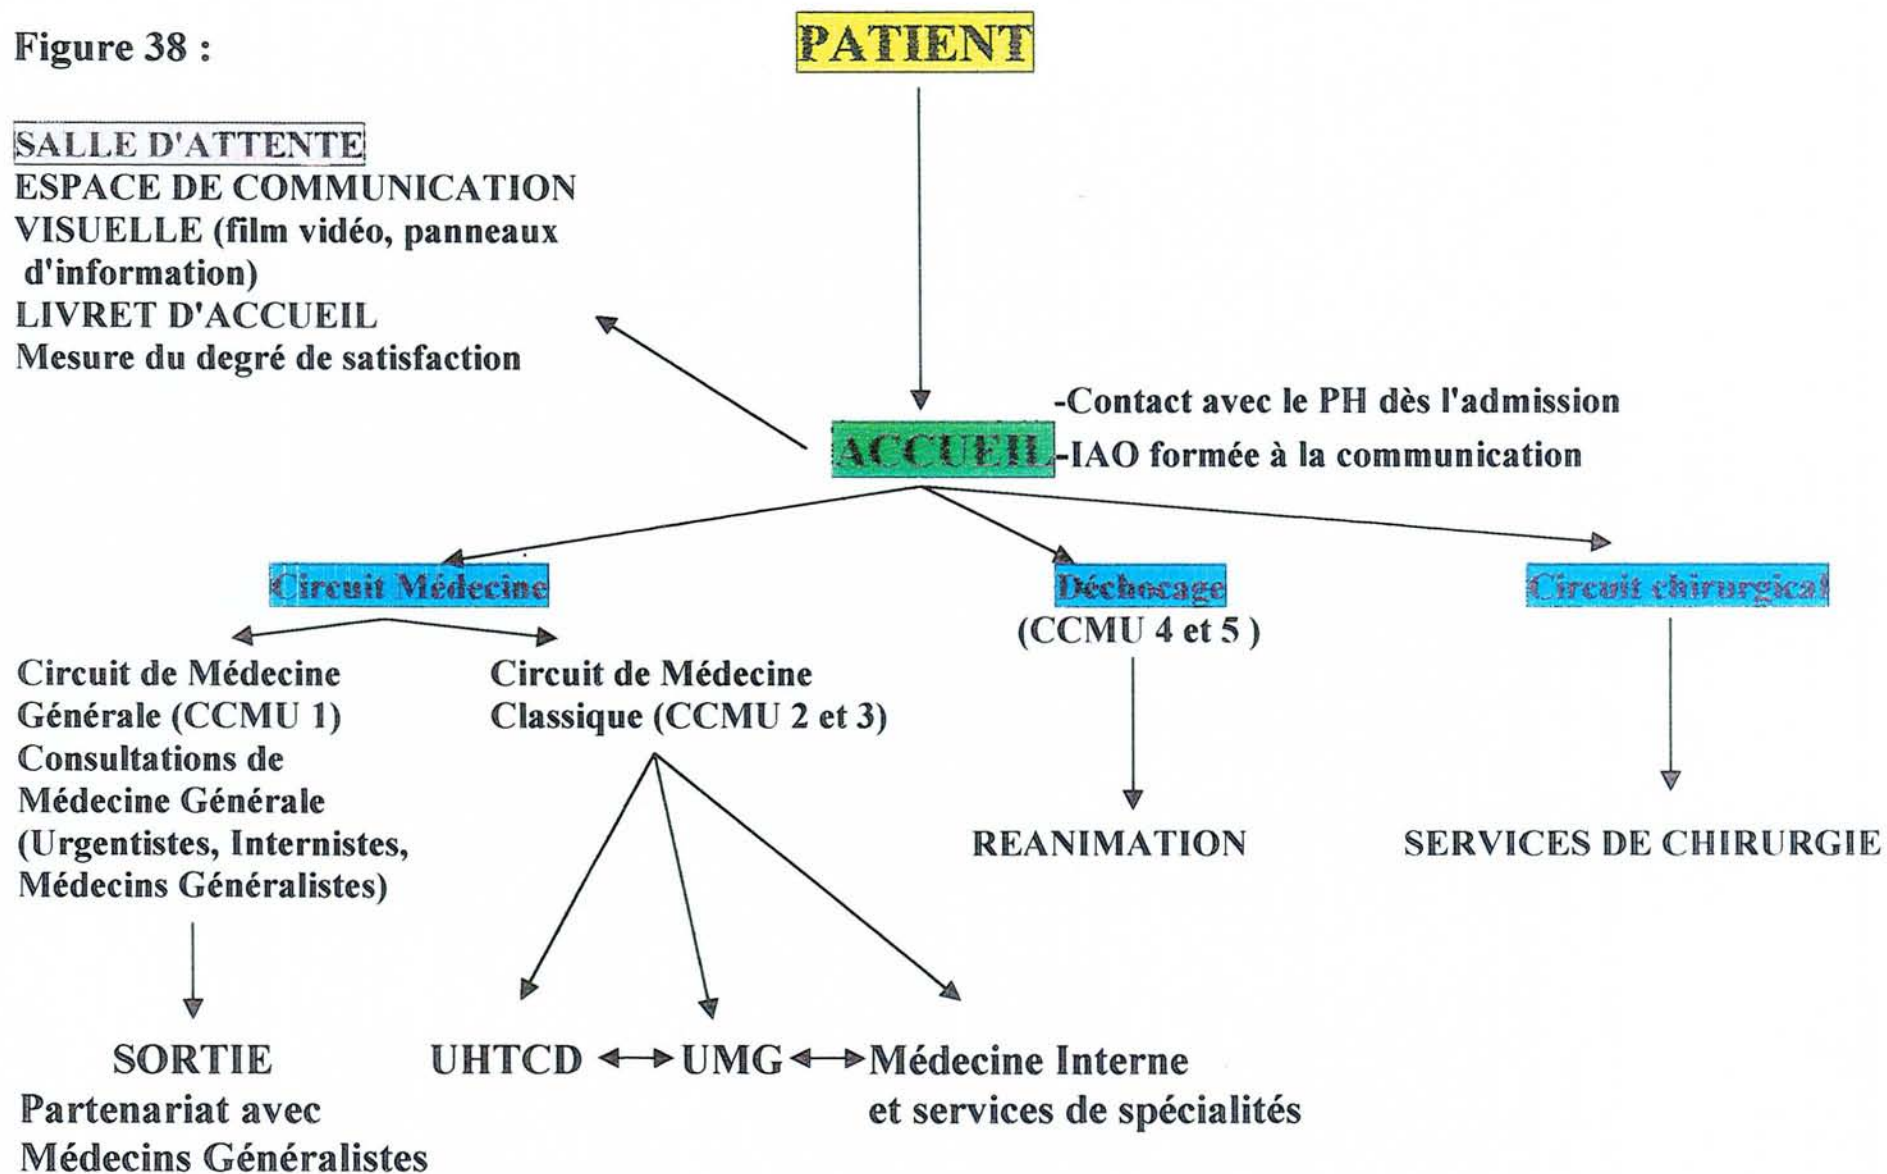 Figure 38 :
PATIENT
SALLE D'ATTENTE
ESPACE DE COMMUNICATION
VISUELLE (film vidéo, panneaux
d'information)
LIVRET D'ACCUEIL
Mesure du degré de satisfaction
-Contact avec le PH dès l'admission
ACCUEIL
-IAO formée à la communication
Circuit Médecine
Déchocage
(CCMU 4 et 5 )
Circuit chirurgical
Circuit de Médecine
Générale (CCMU 1)
Consultations de
Médecine Générale
(Urgentistes, Internistes,
Médecins Généralistes)
Circuit de Médecine
Classique (CCMU 2 et 3)
REANIMATION
SERVICES DE CHIRURGIE
SORTIE
Partenariat avec
Médecins Généralistes
UHTCD
UMG
Médecine Interne
et services de spécialités